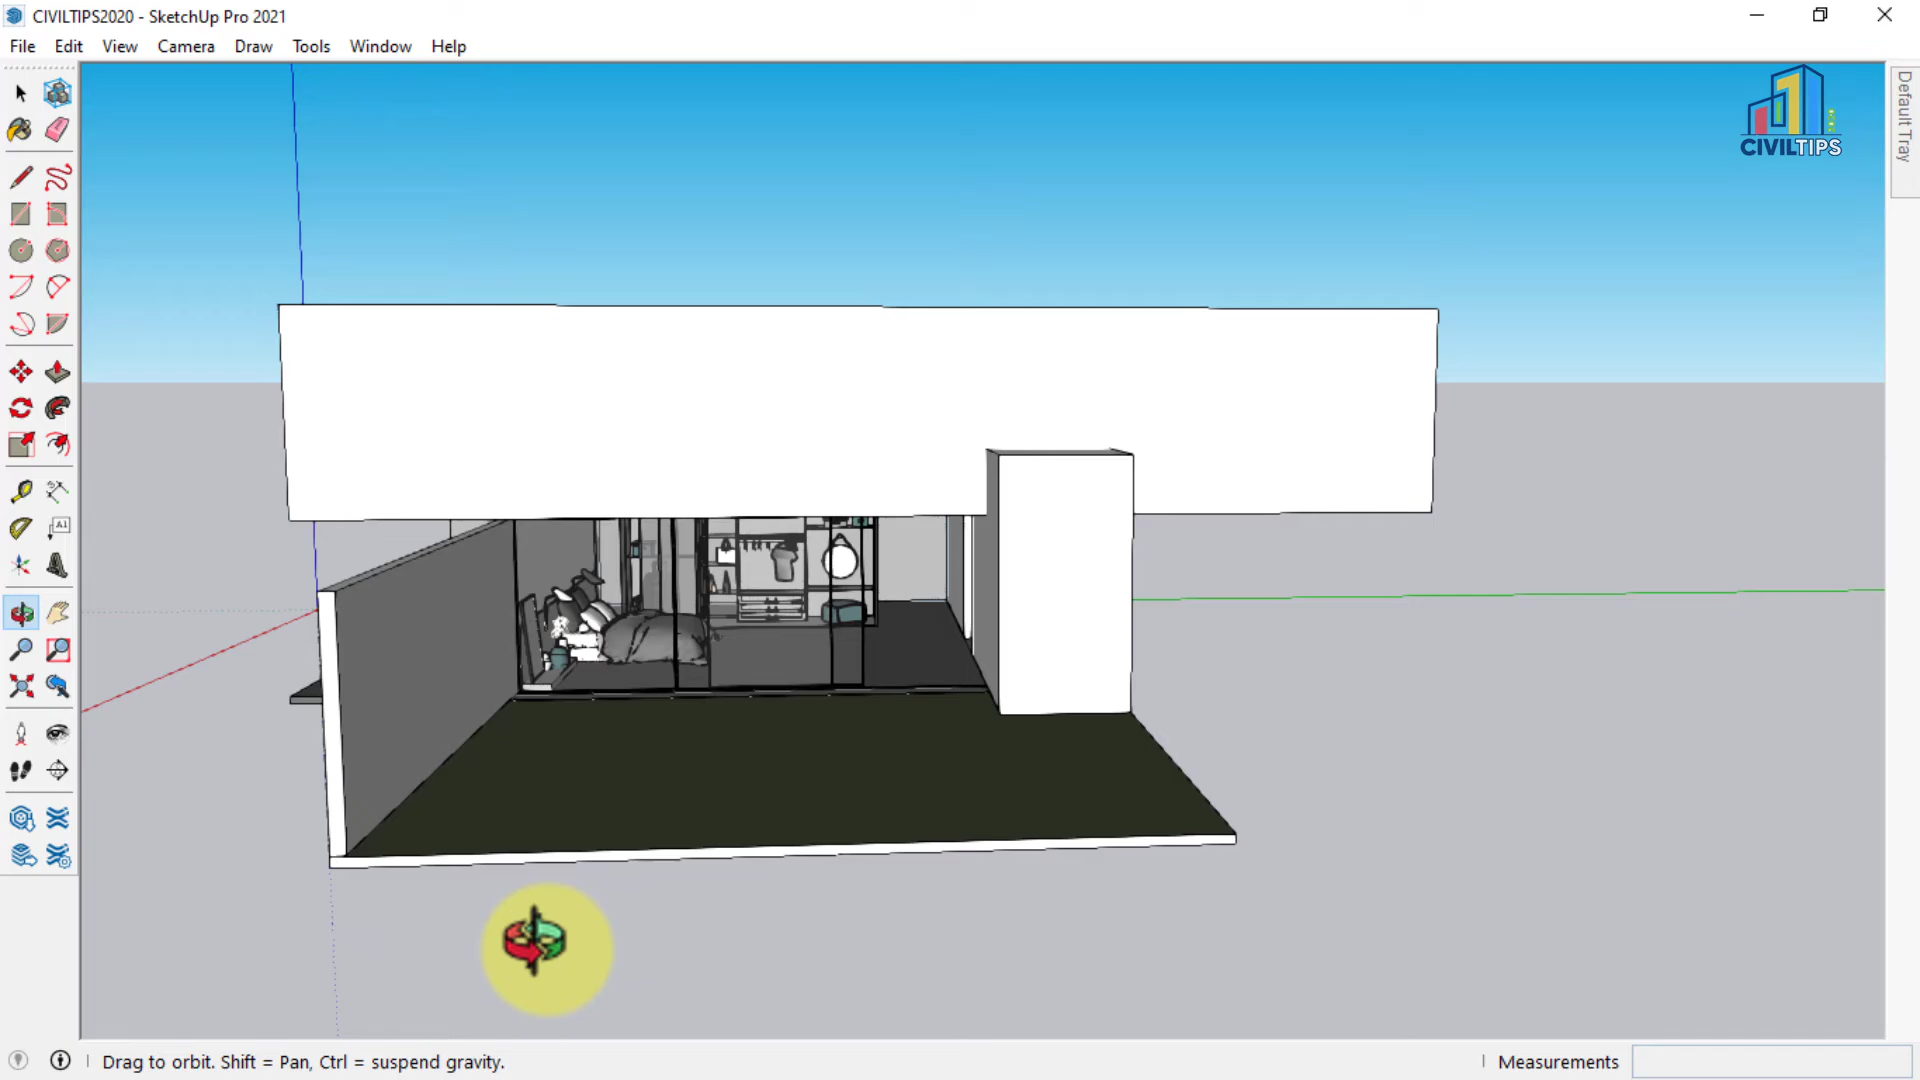 CIVILTIPS2020 - SketchUp Pro 2021
File Edit View Camera Draw Tools Window Help
CIVILTIPS
Default Tray
A1
Drag to orbit. Shift = Pan, Ctrl = suspend gravity.
Measurements